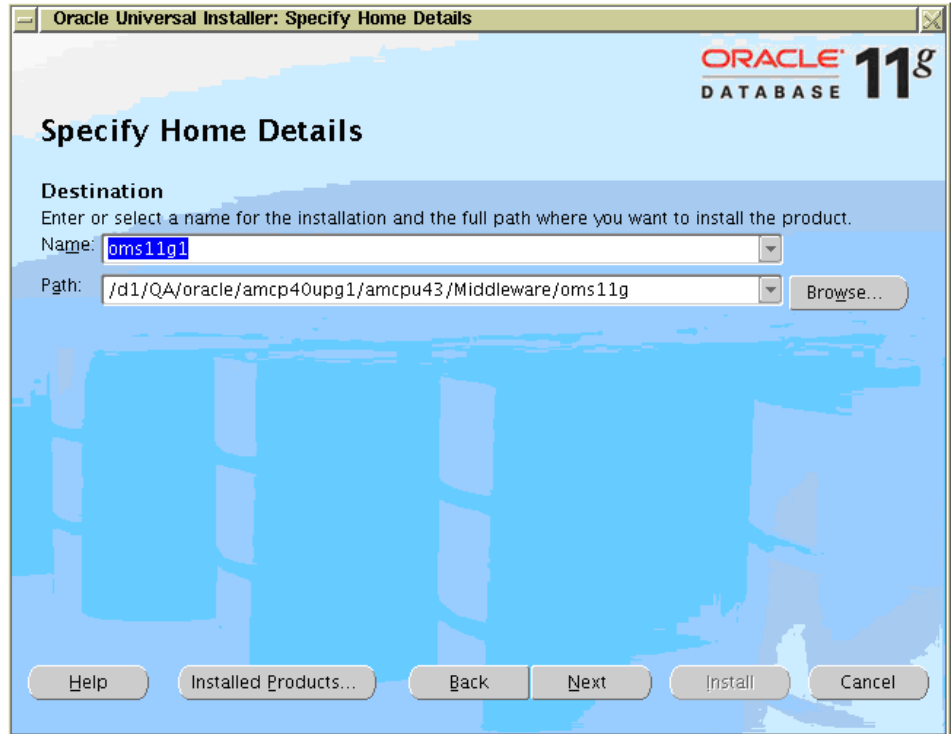 Oracle Universal Installer: Specify Home Details
ORACLE 11g
DATABASE
Specify Home Details
Destination
Enter or select a name for the installation and the full path where you want to install the product.
Name: oms11g1
Path: /d1/QA/oracle/amcp40upg1/amcpu43/Middleware/oms11g Browse...
Help Installed Products... Back Next Install Cancel